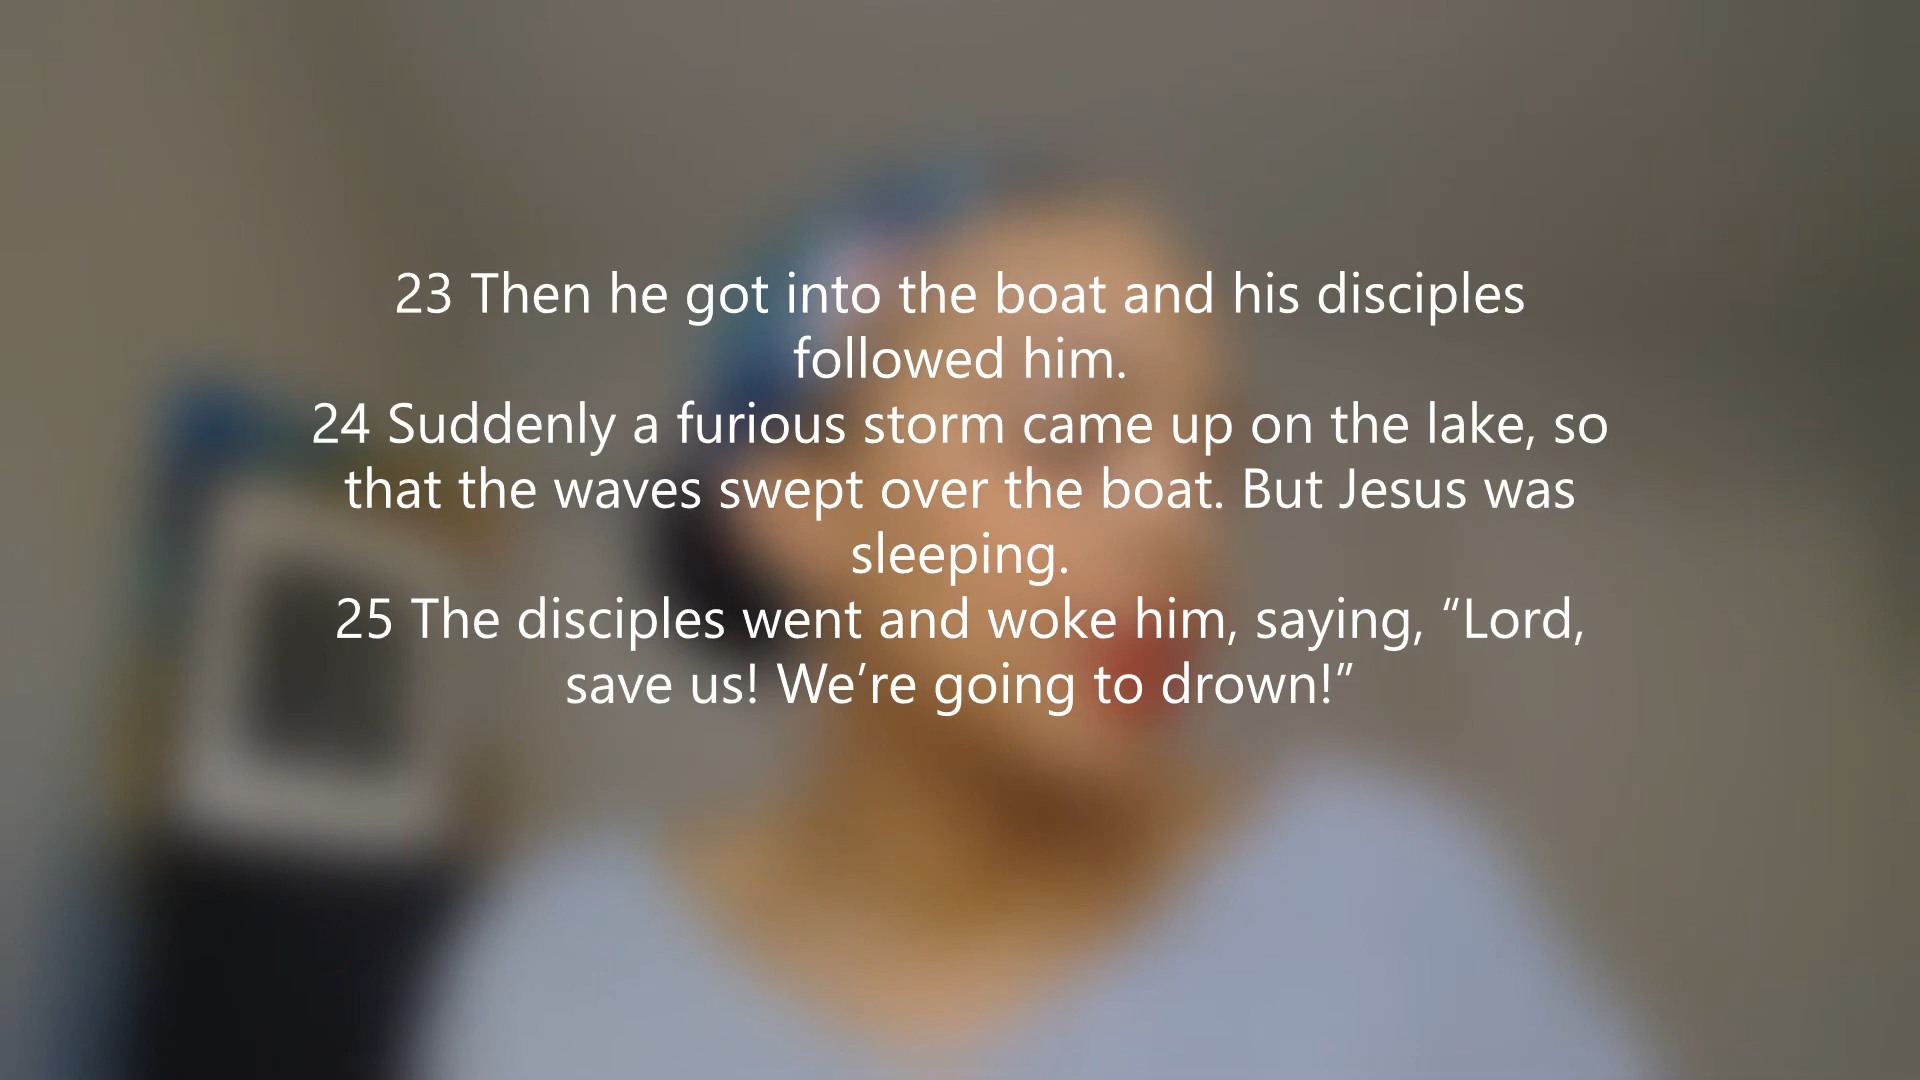 23 Then he got into the boat and his disciples
followed him.
24 Suddenly a furious storm came up on the lake, so
that the waves swept over the boat. But Jesus was
sleeping.
25 The disciples went and woke him, saying, “Lord,
save us! We’re going to drown!”